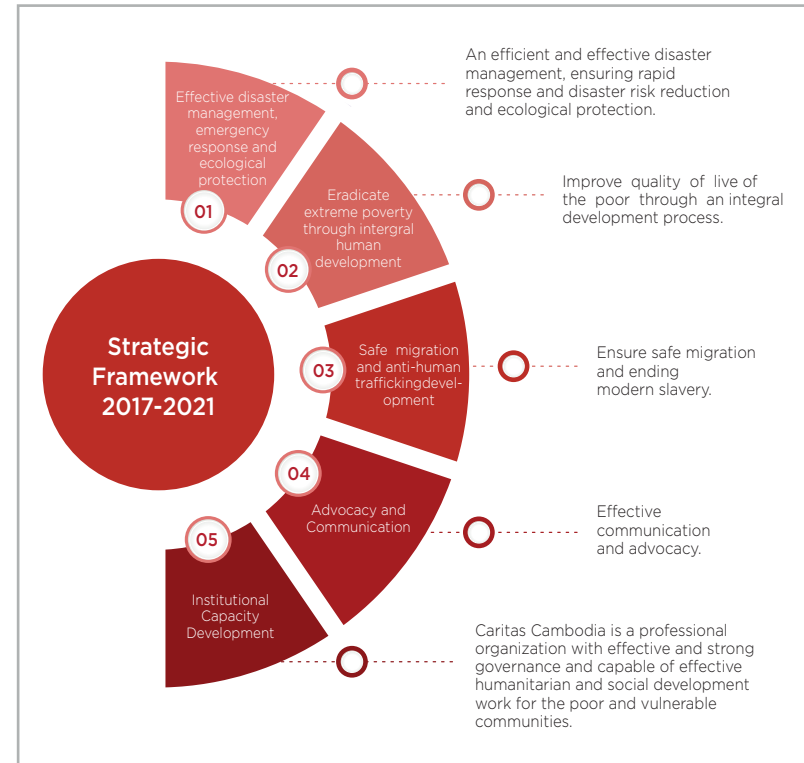 Strategic
Framework
2017-2021
01
Effective disaster
management,
emergency
response and
ecological
protection
An efficient and effective disaster
management, ensuring rapid
response and disaster risk reduction
and ecological protection.
02
Eradicate
extreme poverty
through intergral
human
development
Improve quality of live of
the poor through an integral
development process.
03
Safe migration
and anti-human
traffickingdevel-
opment
Ensure safe migration
and ending
modern slavery.
04
Advocacy and
Communication
Effective
communication
and advocacy.
05
Institutional
Capacity
Development
Caritas Cambodia is a professional
organization with effective and strong
governance and capable of effective
humanitarian and social development
work for the poor and vulnerable
communities.